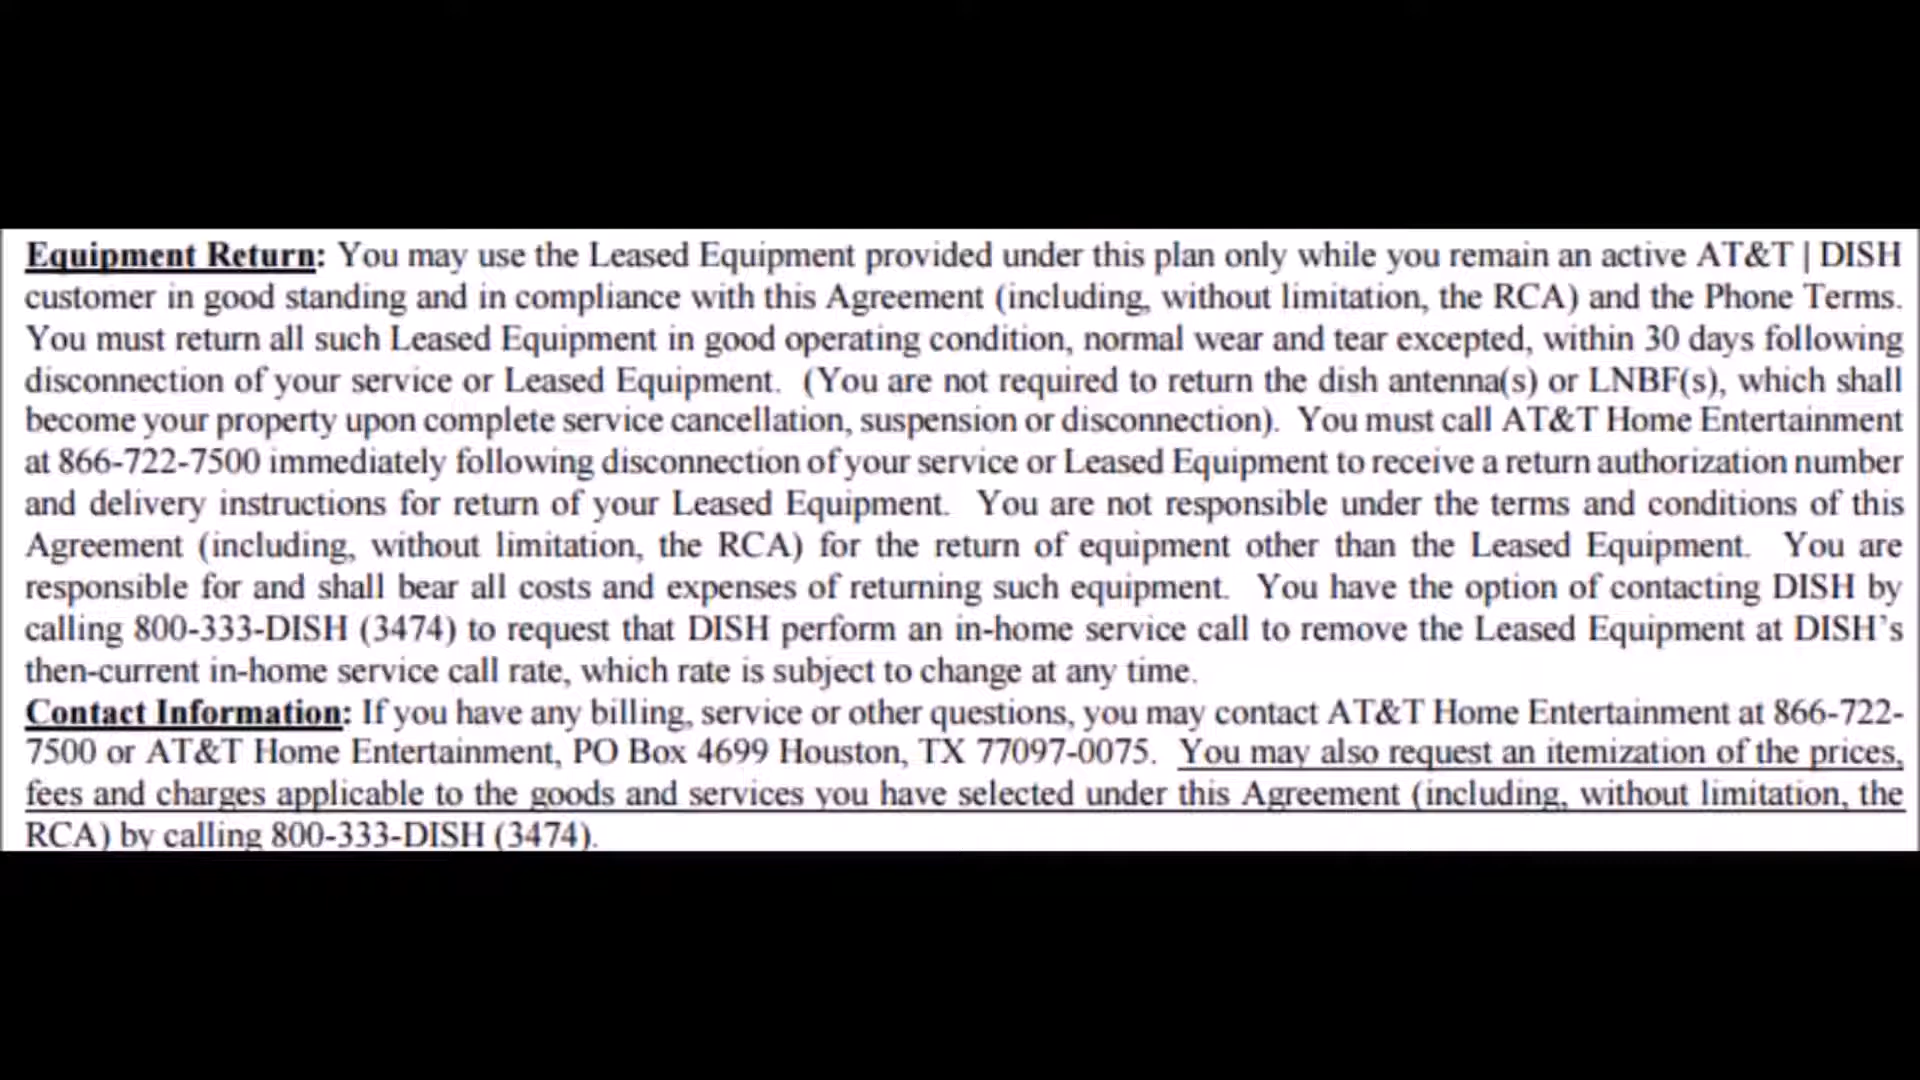 Equipment Return: You may use the Leased Equipment provided under this plan only while you remain an active AT&T | DISH
customer in good standing and in compliance with this Agreement (including, without limitation, the RCA) and the Phone Terms.
You must return all such Leased Equipment in good operating condition, normal wear and tear excepted, within 30 days following
disconnection of your service or Leased Equipment. (You are not required to return the dish antenna(s) or LNBF(s), which shall
become your property upon complete service cancellation, suspension or disconnection). You must call AT&T Home Entertainment
at 866-722-7500 immediately following disconnection of your service or Leased Equipment to receive a return authorization number
and delivery instructions for return of your Leased Equipment. You are not responsible under the terms and conditions of this
Agreement (including, without limitation, the RCA) for the return of equipment other than the Leased Equipment. You are
responsible for and shall bear all costs and expenses of returning such equipment. You have the option of contacting DISH by
calling 800-333-DISH (3474) to request that DISH perform an in-home service call to remove the Leased Equipment at DISH's
then-current in-home service call rate, which rate is subject to change at any time.
Contact Information: If you have any billing, service or other questions, you may contact AT&T Home Entertainment at 866-722-
7500 or AT&T Home Entertainment, PO Box 4699 Houston, TX 77097-0075. You may also request an itemization of the prices,
fees and charges applicable to the goods and services you have selected under this Agreement (including, without limitation, the
RCA) by calling 800-333-DISH (3474).